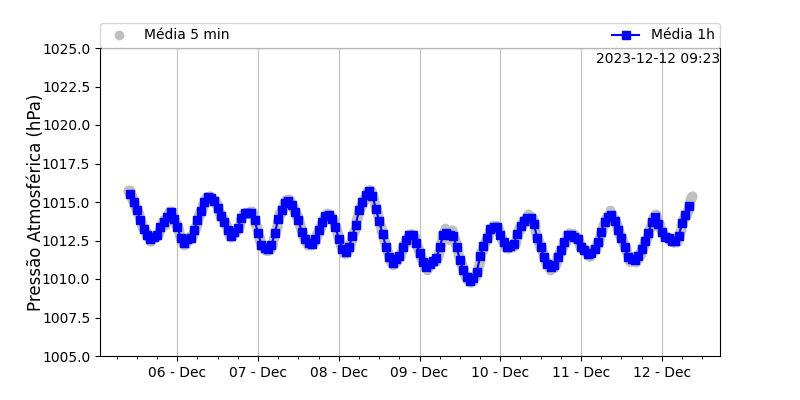 Média 5 min
Média 1h
2023-12-12 09:23
Pressão Atmosférica (hPa)
1025.0
1022.5
1020.0
1017.5
1015.0
1012.5
1010.0
1007.5
1005.0
06 - Dec
07 - Dec
08 - Dec
09 - Dec
10 - Dec
11 - Dec
12 - Dec